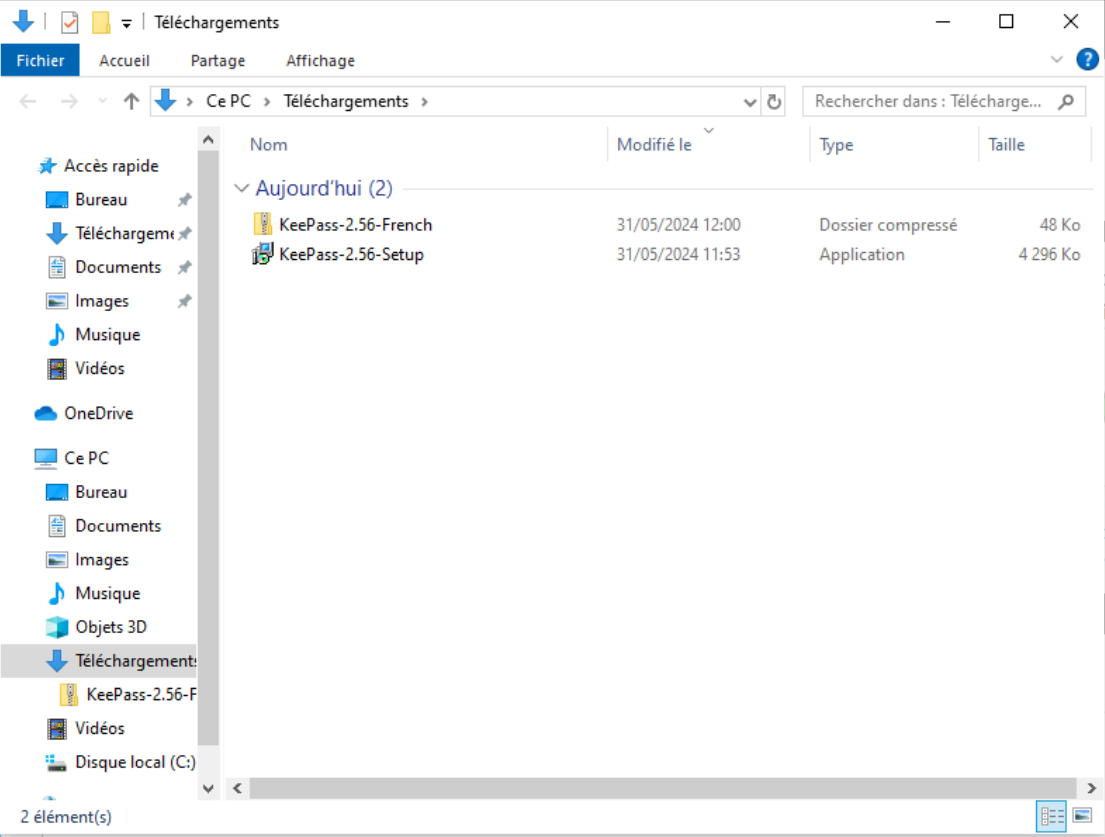 Téléchargements
Fichier Accueil Partage Affichage
Ce PC Téléchargements
Rechercher dans : Télécharge...
Nom Modifié le Type Taille
Accès rapide
Bureau
Téléchargeme
Documents
Images
Musique
Vidéos
OneDrive
Ce PC
Bureau
Documents
Images
Musique
Objets 3D
Téléchargements
KeePass-2.56-F
Vidéos
Disque local (C:)
Aujourd'hui (2)
KeePass-2.56-French 31/05/2024 12:00 Dossier compressé 48 Ko
KeePass-2.56-Setup 31/05/2024 11:53 Application 4 296 Ko
2 élément(s)